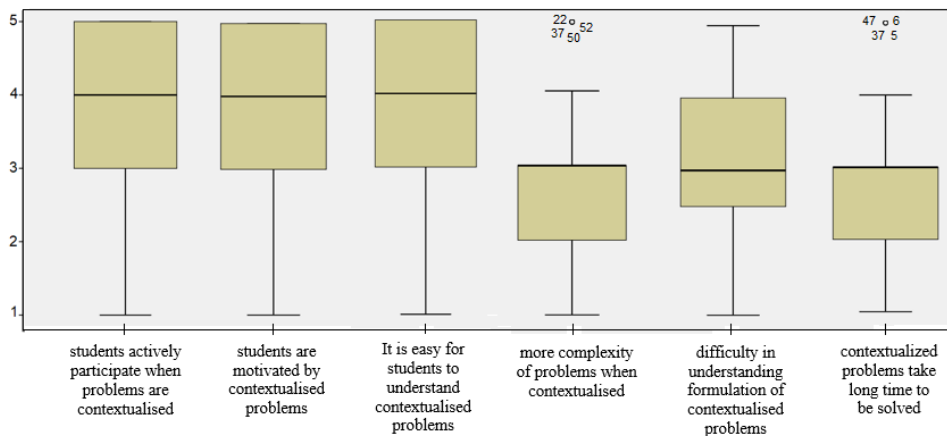 5
4
3
2
1
22
52
37
50
47 6
37 5
students actively
participate when
problems are
contextualised
students are
motivated by
contextualised
problems
It is easy for
students to
understand
contextualised
problems
more complexity
of problems when
contextualised
difficulty in
understanding
formulation of
contextualised
problems
contextualized
problems take
long time to
be solved